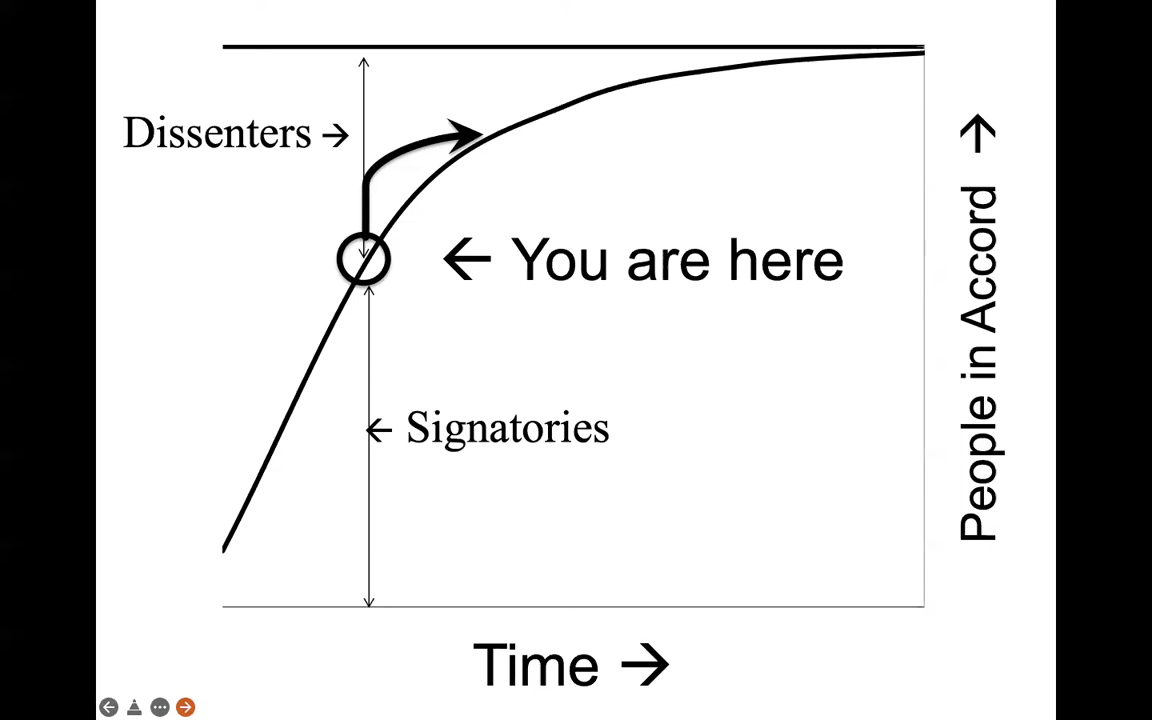 Dissenters →
← You are here
← Signatories
People in Accord →
Time →